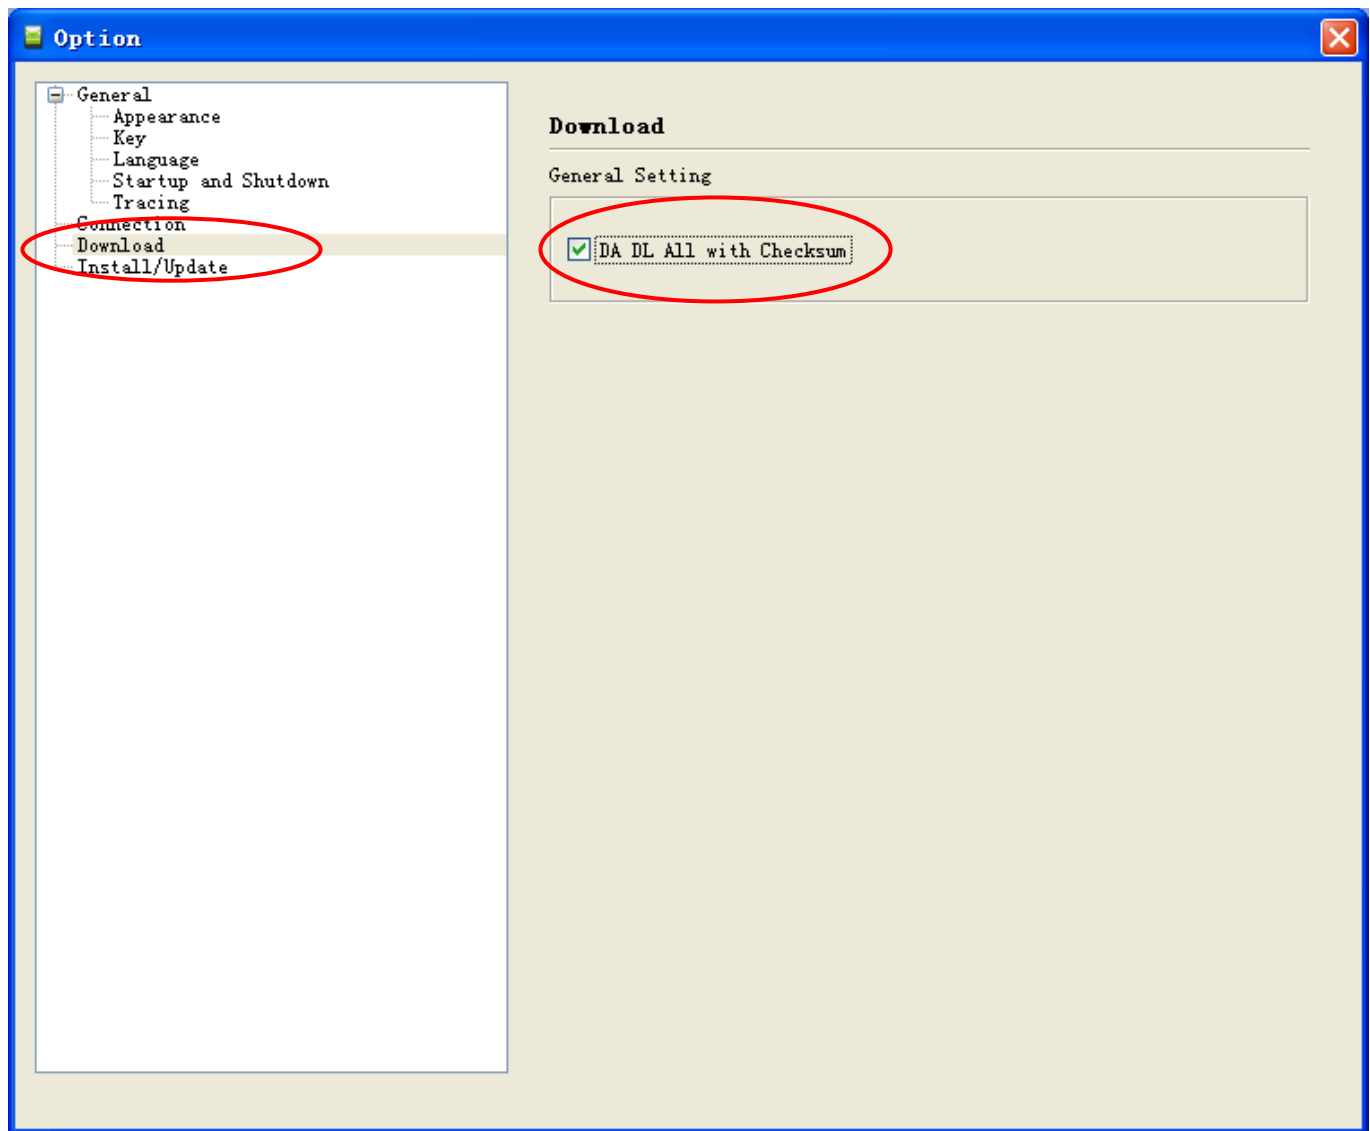 Option
General
Appearance
Key
Language
Startup and Shutdown
Tracing
Connection
Download
Install/Update
Download
General Setting
DA DL All with Checksum